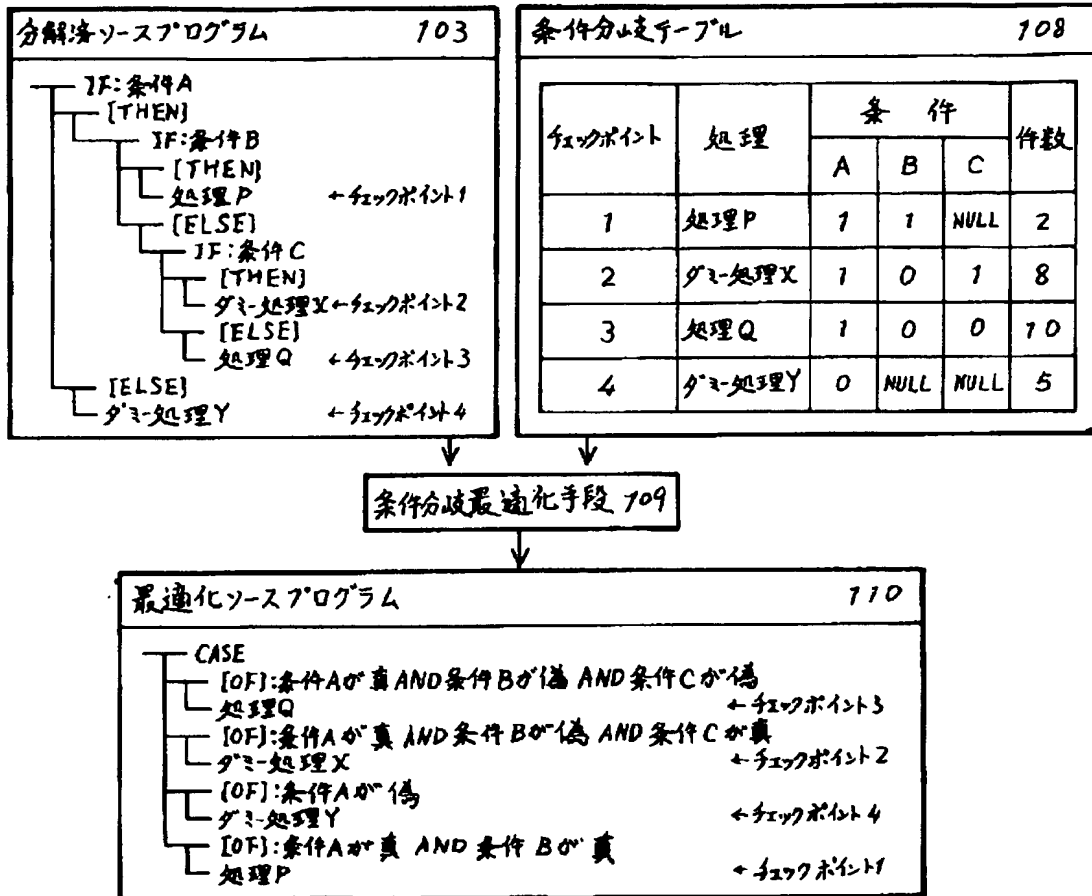 分解済ソースプログラム 103
IF:条件A
[THEN]
IF:条件B
[THEN]
処理P ←チェックポイント1
[ELSE]
IF:条件C
[THEN]
ダミー処理X←チェックポイント2
[ELSE]
処理Q ←チェックポイント3
[ELSE]
ダミー処理Y ←チェックポイント4
条件分岐テーブル 108
チェックポイント 処理 条件 件数
A B C
1 処理P 1 1 NULL 2
2 ダミー処理X 1 0 1 8
3 処理Q 1 0 0 10
4 ダミー処理Y 0 NULL NULL 5
条件分岐最適化手段 109
最適化ソースプログラム 110
CASE
[OF]:条件Aが真AND条件Bが偽 AND条件Cが偽
処理Q ←チェックポイント3
[OF]:条件Aが真 AND条件Bが偽 AND条件Cが真
ダミー処理X ←チェックポイント2
[OF]:条件Aが偽
ダミー処理Y ←チェックポイント4
[OF]:条件Aが真 AND 条件Bが真
処理P ←チェックポイント1